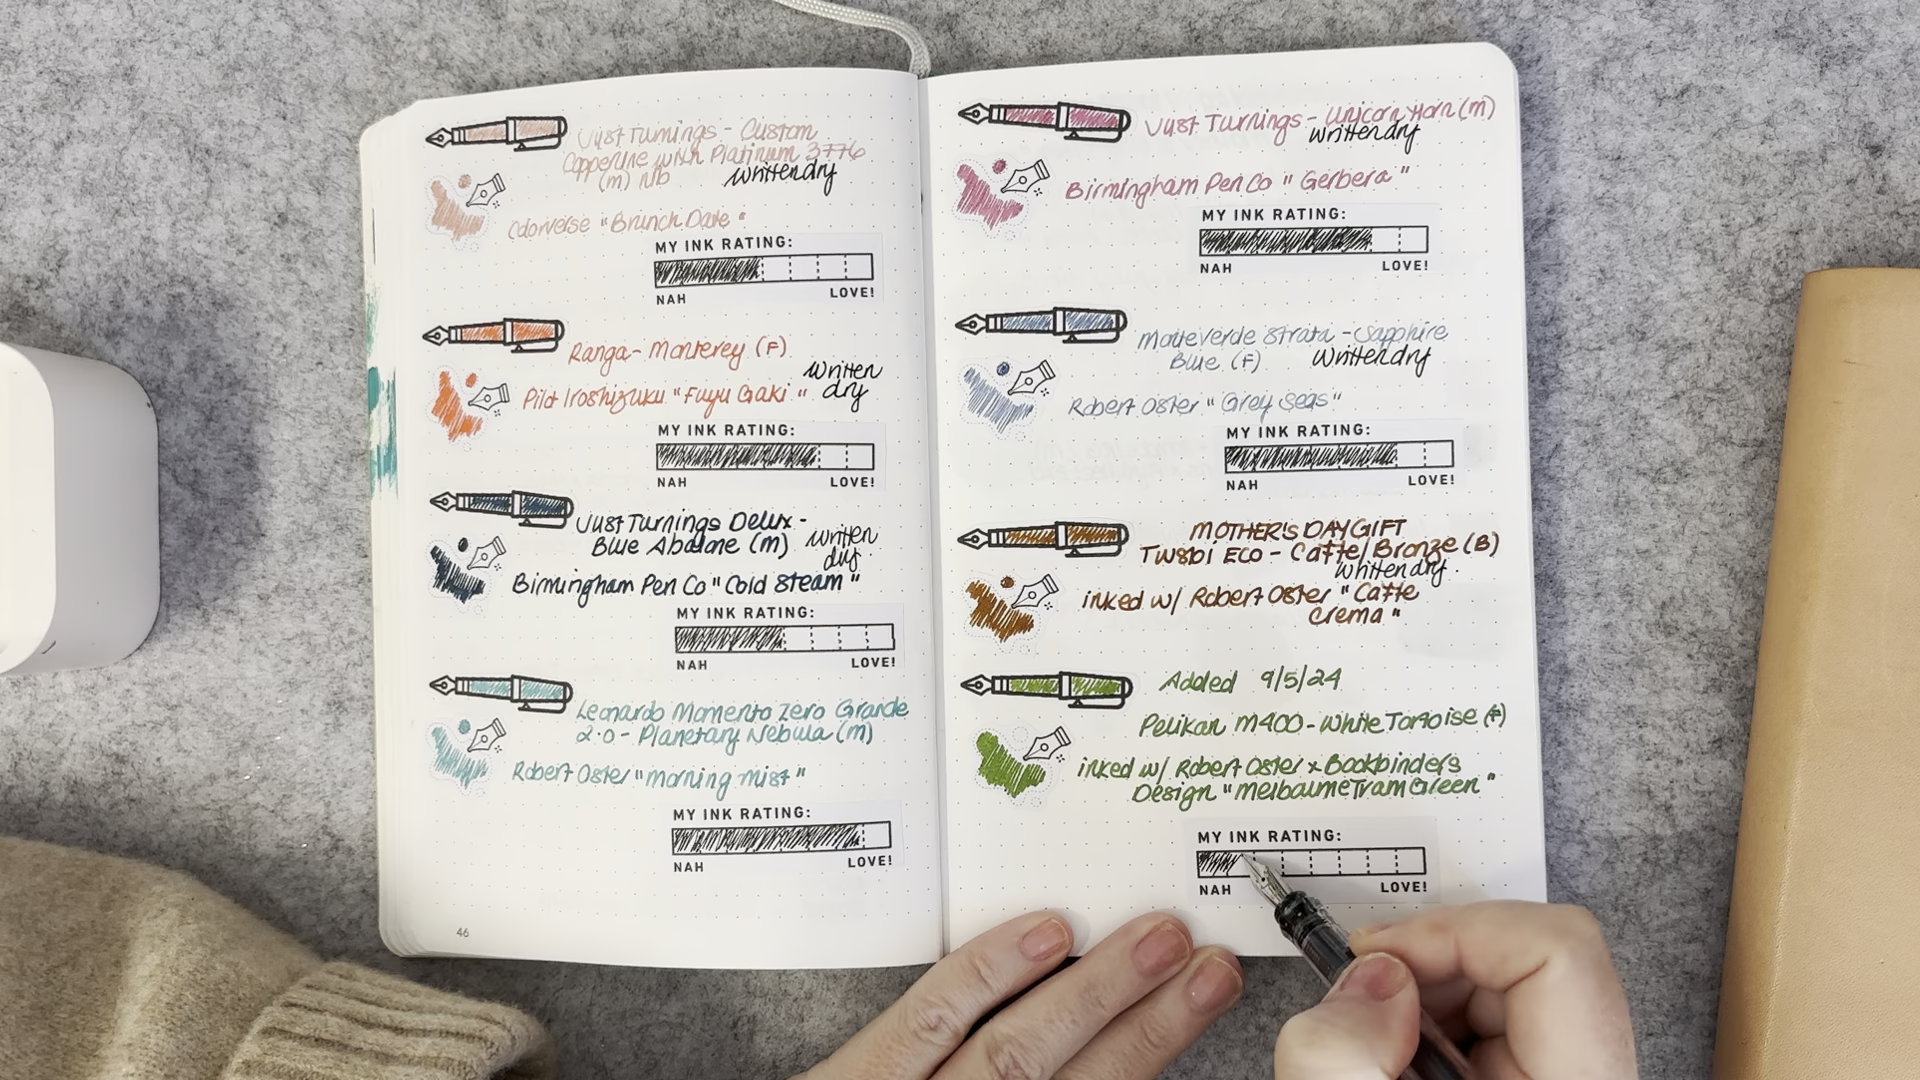 Just Turnings - Custom
Copperline with Platinum 3776
(m) nib
written dry
Colorverse "Brunch Date"
MY INK RATING:
NAH LOVE!
Ranga - Monterey (F)
written
dry
Pilot Iroshizuku "Fuyu Gaki"
MY INK RATING:
NAH LOVE!
Just Turnings Delux -
Blue Abalone (m)
written
dry
Birmingham Pen Co "Cold Steam"
MY INK RATING:
NAH LOVE!
Leonardo Momento Zero Grande
2.0 - Planetary Nebula (m)
Robert Oster "morning mist"
MY INK RATING:
NAH LOVE!
46
Just Turnings - Unicorn Horn (m)
written dry
Birmingham Pen Co "Gerbera"
MY INK RATING:
NAH LOVE!
Monteverde Strata - Sapphire
Blue (F)
written dry
Robert Oster "Grey Seas"
MY INK RATING:
NAH LOVE!
MOTHER'S DAY GIFT
TWSBI ECO - Caffe/Bronze (B)
written dry.
inked w/ Robert Oster "Caffe
Crema"
Added 9/5/24
Pelikan M400 - White Tortoise (F)
inked w/ Robert Oster x Bookbinders
Design "Melbourne Tram Green"
MY INK RATING:
NAH LOVE!